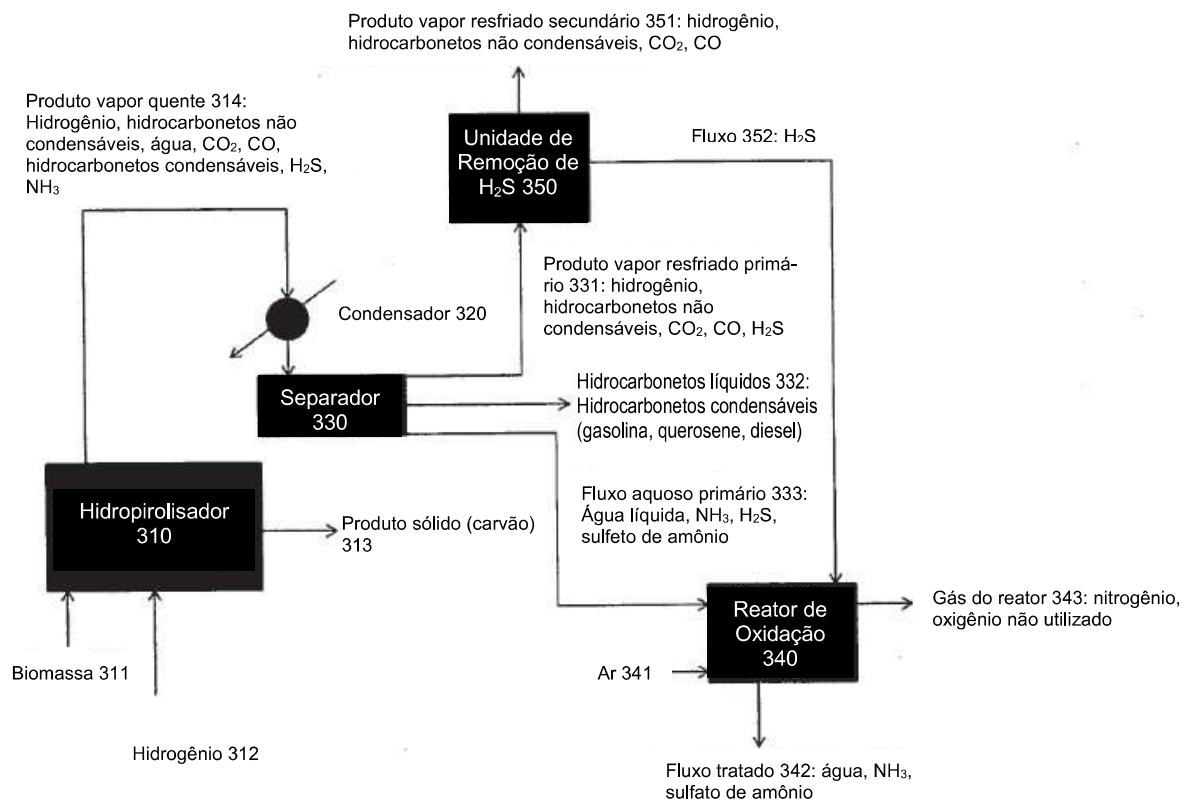 Produto vapor resfriado secundário 351: hidrogênio,
hidrocarbonetos não condensáveis, CO₂, CO
Produto vapor quente 314:
Hidrogênio, hidrocarbonetos não
condensáveis, água, CO₂, CO,
hidrocarbonetos condensáveis, H₂S,
NH₃
Unidade de
Remoção de
H₂S 350
Fluxo 352: H₂S
Produto vapor resfriado primá-
rio 331: hidrogênio,
hidrocarbonetos não
condensáveis, CO₂, CO, H₂S
Condensador 320
Separador
330
Hidrocarbonetos líquidos 332:
Hidrocarbonetos condensáveis
(gasolina, querosene, diesel)
Hidropirolisador
310
Produto sólido (carvão)
313
Fluxo aquoso primário 333:
Água líquida, NH₃, H₂S,
sulfeto de amônio
Reator de
Oxidação
340
Gás do reator 343: nitrogênio,
oxigênio não utilizado
Biomassa 311
Ar 341
Hidrogênio 312
Fluxo tratado 342: água, NH₃,
sulfato de amônio